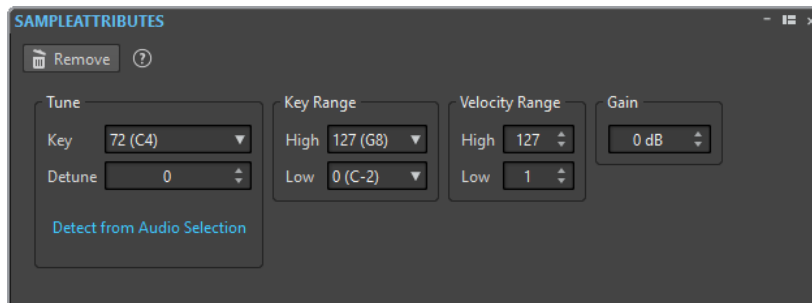 SAMPLEATTRIBUTES
Remove
Tune
Key 72 (C4)
Detune 0
Detect from Audio Selection
Key Range
High 127 (G8)
Low 0 (C-2)
Velocity Range
High 127
Low 1
Gain
0 dB